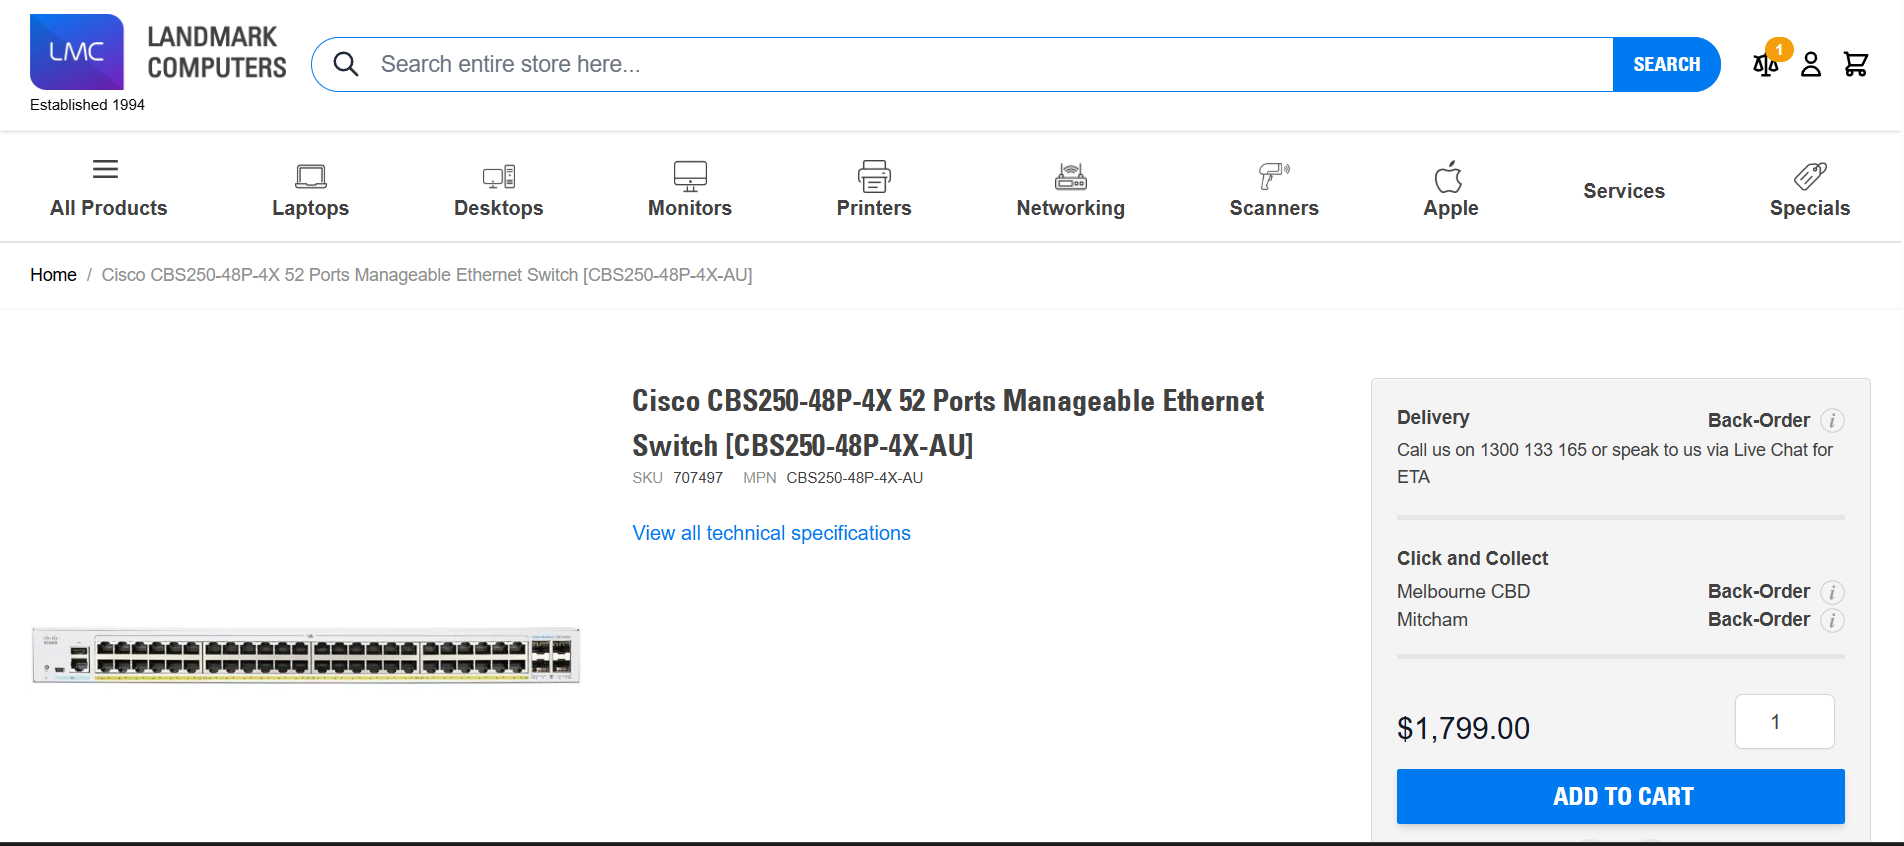 LMC
LANDMARK
COMPUTERS
Established 1994
Search entire store here...
SEARCH
1
All Products
Laptops
Desktops
Monitors
Printers
Networking
Scanners
Apple
Services
Specials
Home / Cisco CBS250-48P-4X 52 Ports Manageable Ethernet Switch [CBS250-48P-4X-AU]
Cisco CBS250-48P-4X 52 Ports Manageable Ethernet
Switch [CBS250-48P-4X-AU]
SKU 707497 MPN CBS250-48P-4X-AU
View all technical specifications
Delivery
Back-Order i
Call us on 1300 133 165 or speak to us via Live Chat for
ETA
Click and Collect
Melbourne CBD Back-Order i
Mitcham Back-Order i
$1,799.00
1
ADD TO CART